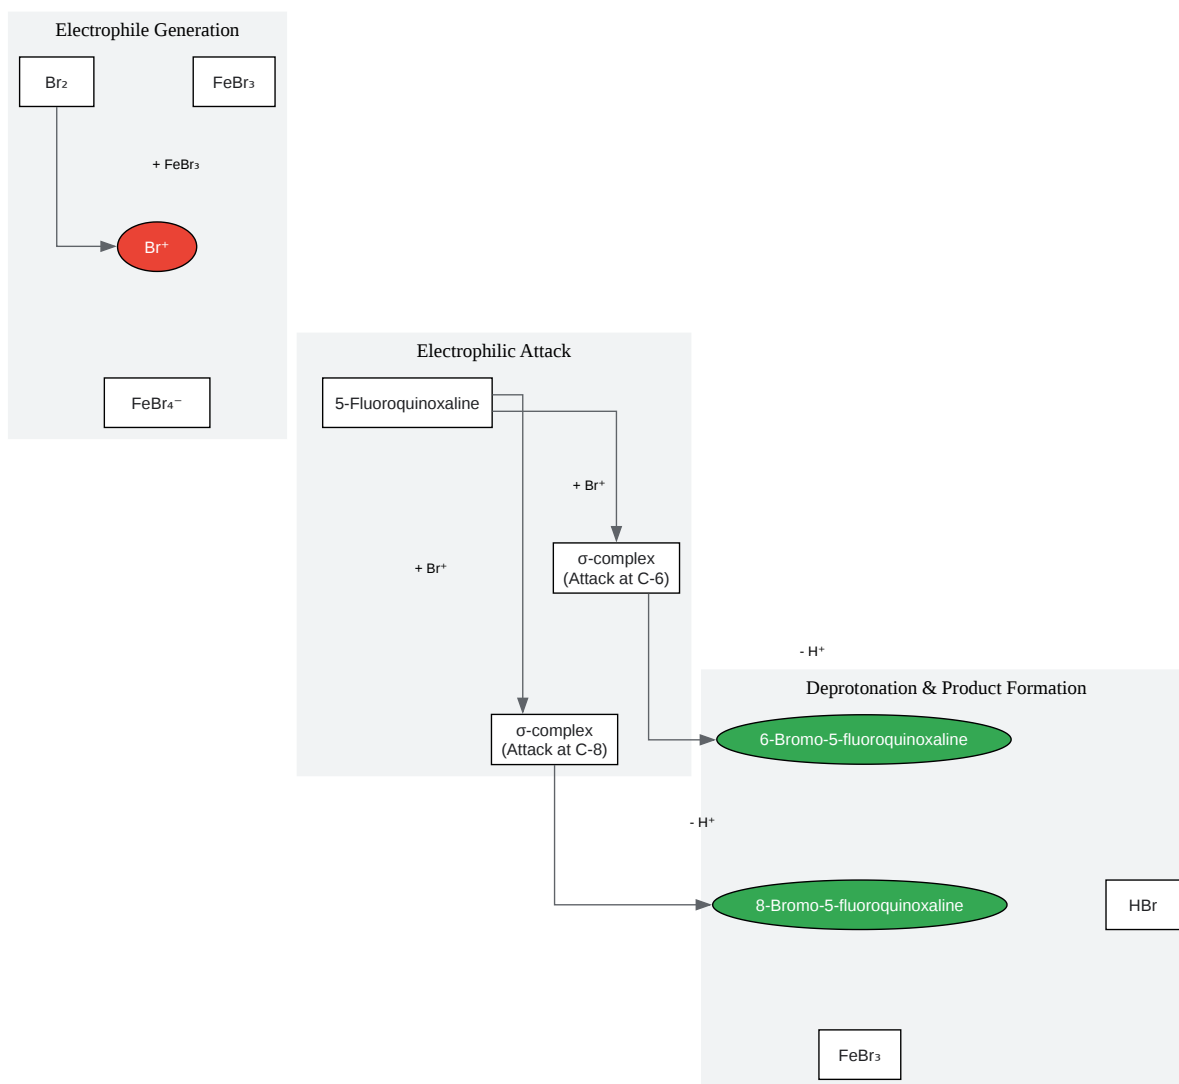 Electrophile Generation
Br₂
FeBr₃
+ FeBr₃
Br⁺
FeBr₄⁻
Electrophilic Attack
5-Fluoroquinoxaline
+ Br⁺
σ-complex
(Attack at C-6)
+ Br⁺
σ-complex
(Attack at C-8)
- H⁺
Deprotonation & Product Formation
6-Bromo-5-fluoroquinoxaline
- H⁺
8-Bromo-5-fluoroquinoxaline
HBr
FeBr₃